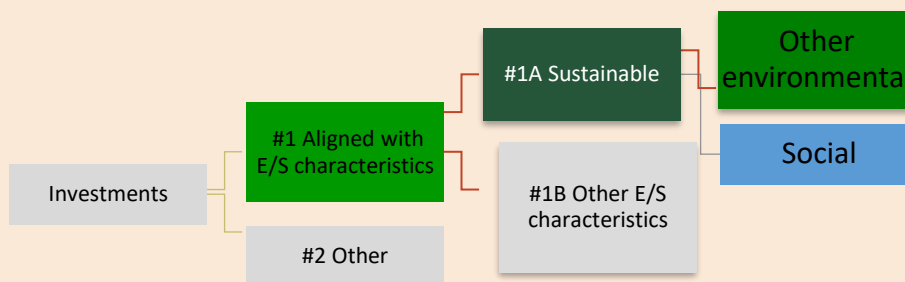 Investments
#1 Aligned with
E/S characteristics
#2 Other
#1A Sustainable
#1B Other E/S
characteristics
Other
environmenta
Social